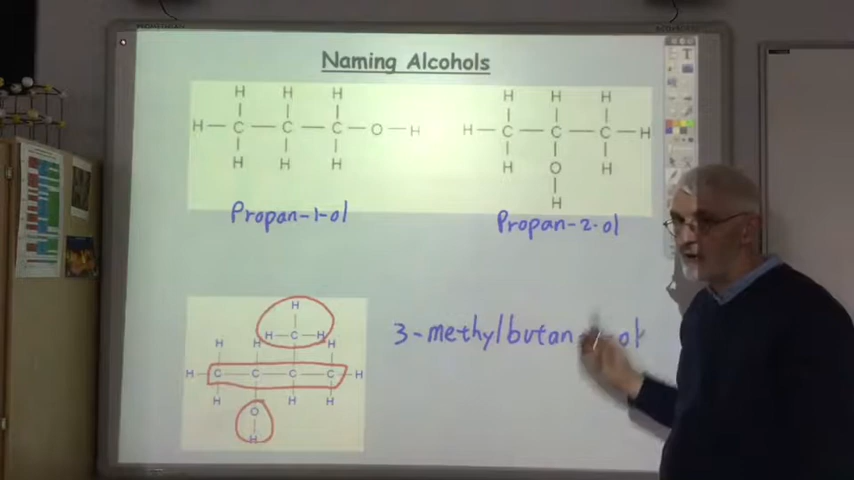 Naming Alcohols
H H H H H H
H C C C O H H C C C H
H H H H O H
H
Propan-1-ol Propan-2-ol
H
H C H
H H H
H C C C C H
H O H H
H
3-methylbutan ol